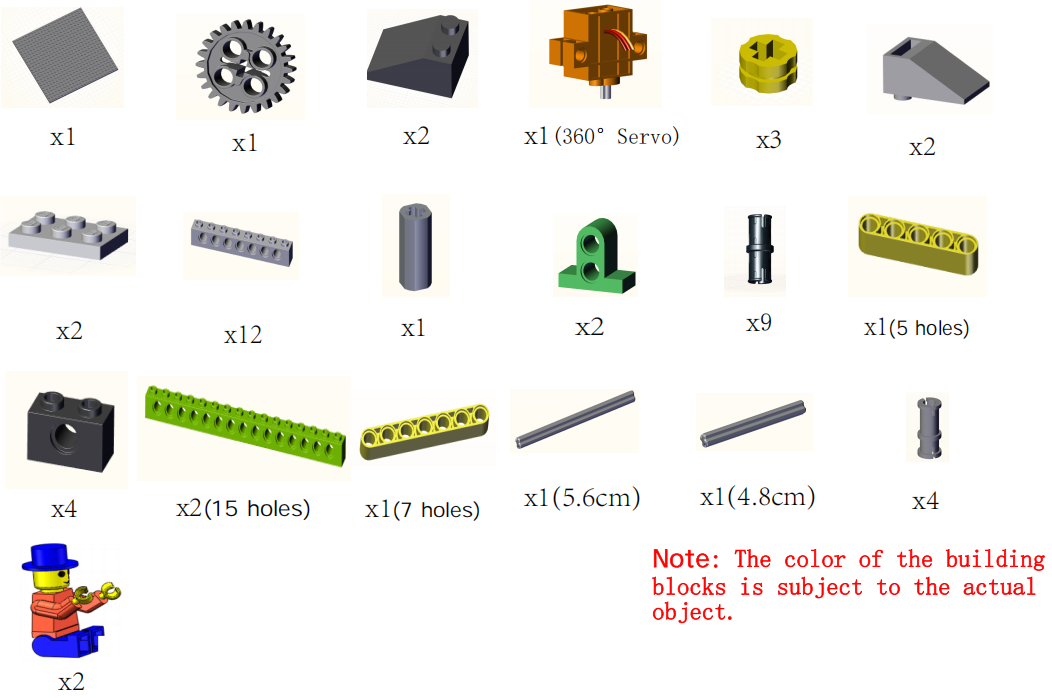 x1
x1
x2
x1(360° Servo)
x3
x2
x2
x12
x1
x2
x9
x1(5 holes)
x4
x2(15 holes)
x1(7 holes)
x1(5.6cm)
x1(4.8cm)
x4
x2
Note: The color of the building
blocks is subject to the actual
object.